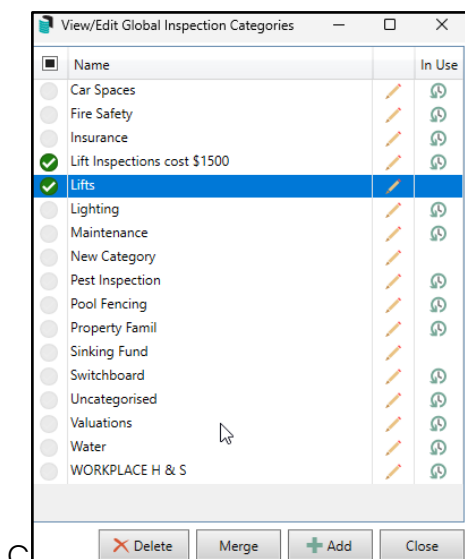 View/Edit Global Inspection Categories
Name In Use
Car Spaces
Fire Safety
Insurance
Lift Inspections cost $1500
Lifts
Lighting
Maintenance
New Category
Pest Inspection
Pool Fencing
Property Famil
Sinking Fund
Switchboard
Uncategorised
Valuations
Water
WORKPLACE H & S
C Delete Merge Add Close